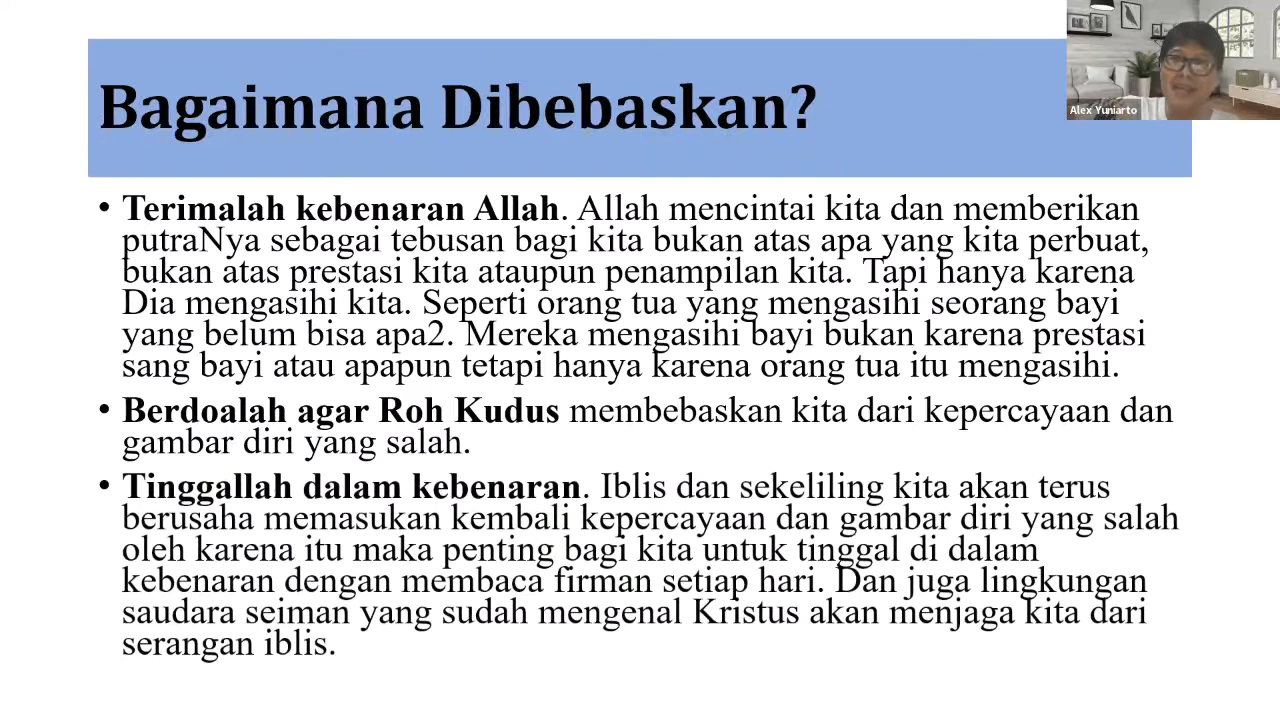 Bagaimana Dibebaskan?
Alex Yuniarto
• Terimalah kebenaran Allah. Allah mencintai kita dan memberikan
putraNya sebagai tebusan bagi kita bukan atas apa yang kita perbuat,
bukan atas prestasi kita ataupun penampilan kita. Tapi hanya karena
Dia mengasihi kita. Seperti orang tua yang mengasihi seorang bayi
yang belum bisa apa2. Mereka mengasihi bayi bukan karena prestasi
sang bayi atau apapun tetapi hanya karena orang tua itu mengasihi.
• Berdoalah agar Roh Kudus membebaskan kita dari kepercayaan dan
gambar diri yang salah.
• Tinggallah dalam kebenaran. Iblis dan sekeliling kita akan terus
berusaha memasukan kembali kepercayaan dan gambar diri yang salah
oleh karena itu maka penting bagi kita untuk tinggal di dalam
kebenaran dengan membaca firman setiap hari. Dan juga lingkungan
saudara seiman yang sudah mengenal Kristus akan menjaga kita dari
serangan iblis.